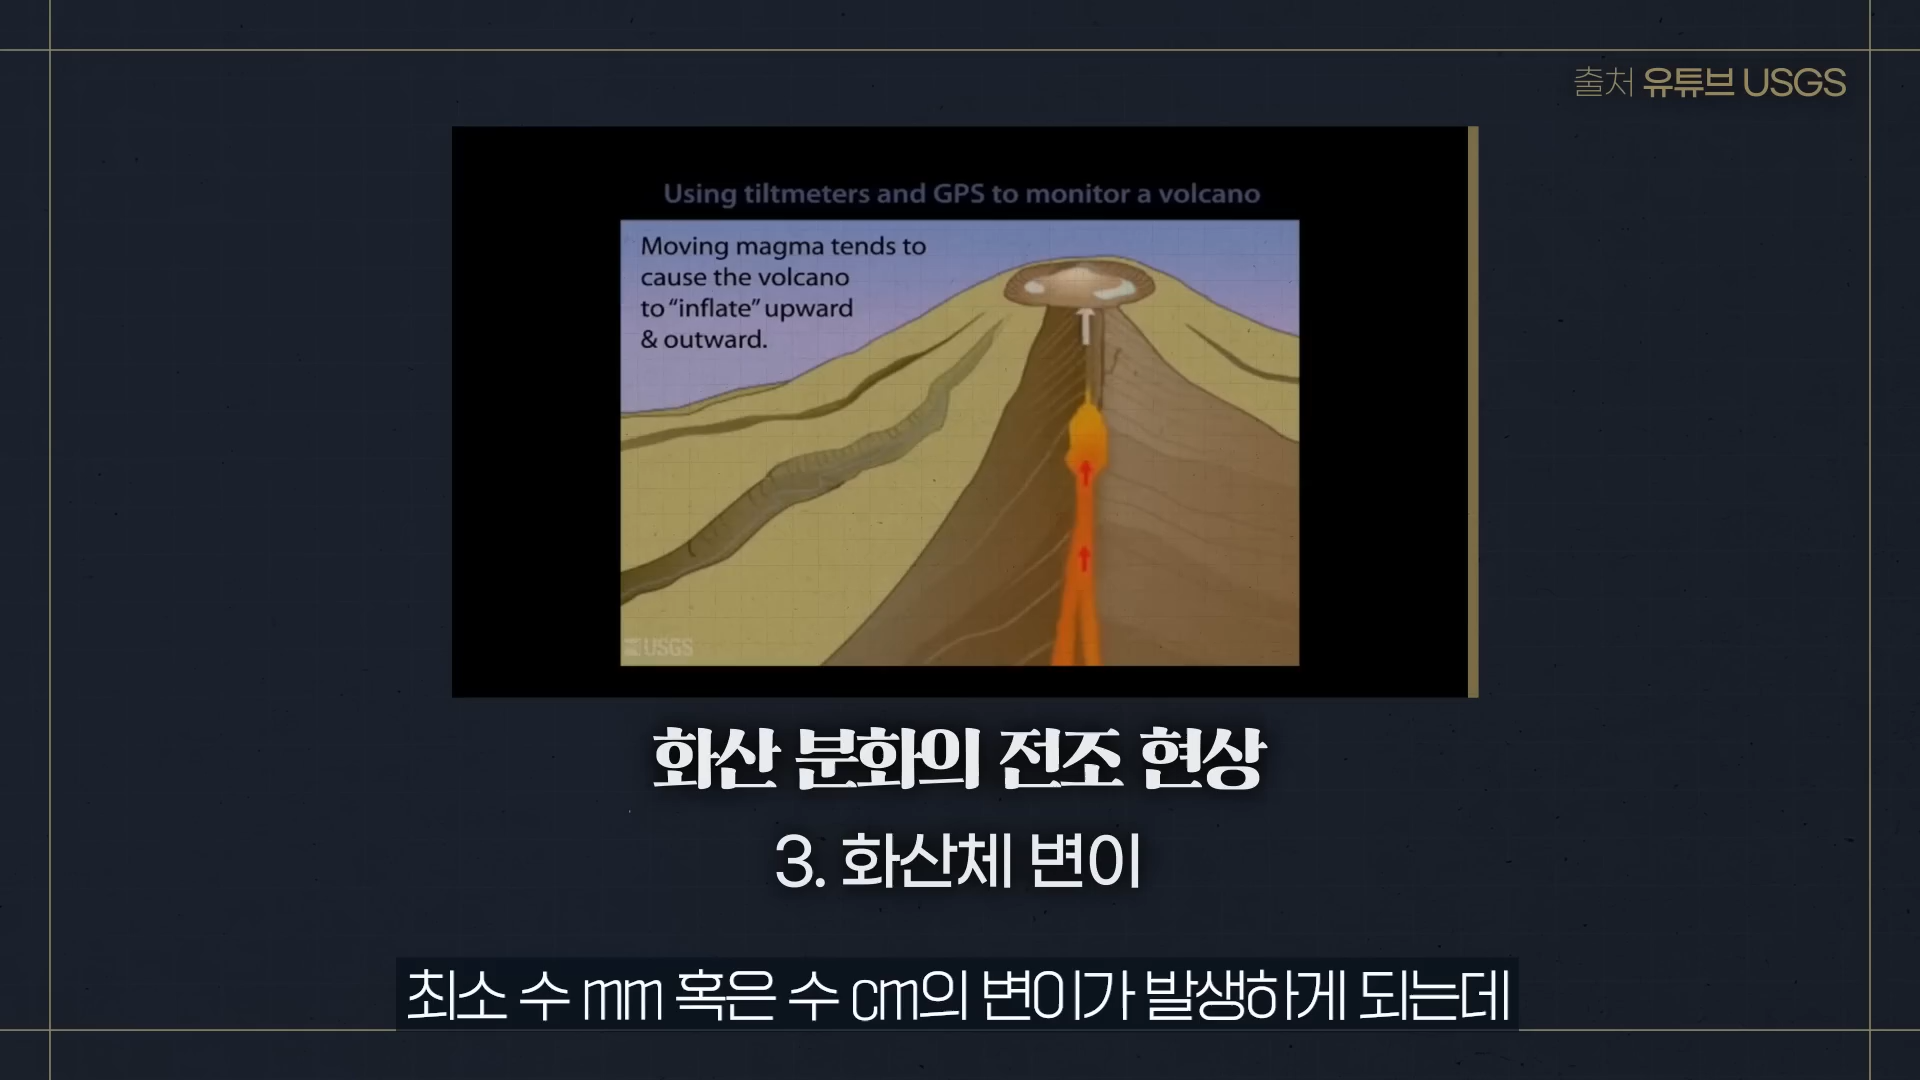 출처 유튜브 USGS
Using tiltmeters and GPS to monitor a volcano
Moving magma tends to
cause the volcano
to “inflate” upward
& outward.
USGS
화산 분화의 전조 현상
3. 화산체 변이
최소 수 mm 혹은 수 cm의 변이가 발생하게 되는데